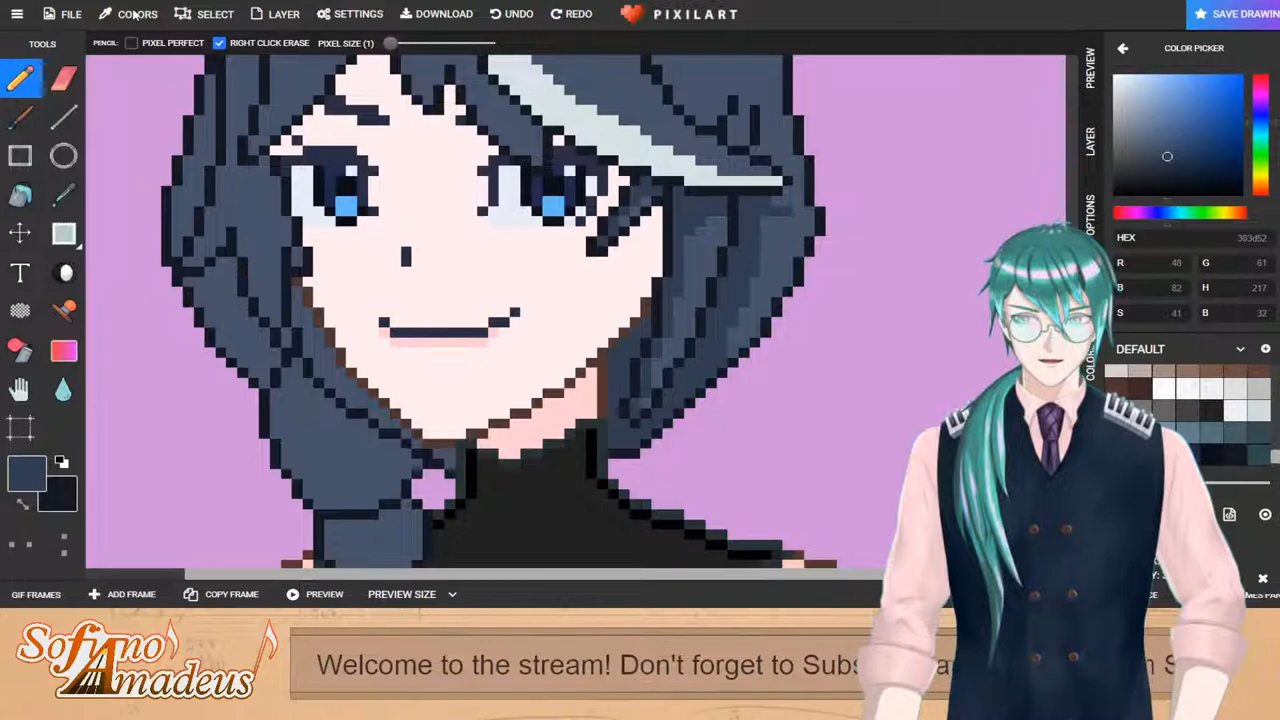 FILE COLORS SELECT LAYER SETTINGS DOWNLOAD UNDO REDO PIXILART SAVE DRAWIN
TOOLS PENCIL: PIXEL PERFECT RIGHT CLICK ERASE PIXEL SIZE (1)
PREVIEW
LAYER
OPTIONS
COLOR PICKER
HEX 303d52
R 48 G 61
B 82 H 217
S 41 B 32
DEFAULT
T
GIF FRAMES ADD FRAME COPY FRAME PREVIEW PREVIEW SIZE
Sofiano
Amadeus
Welcome to the stream! Don't forget to Subs